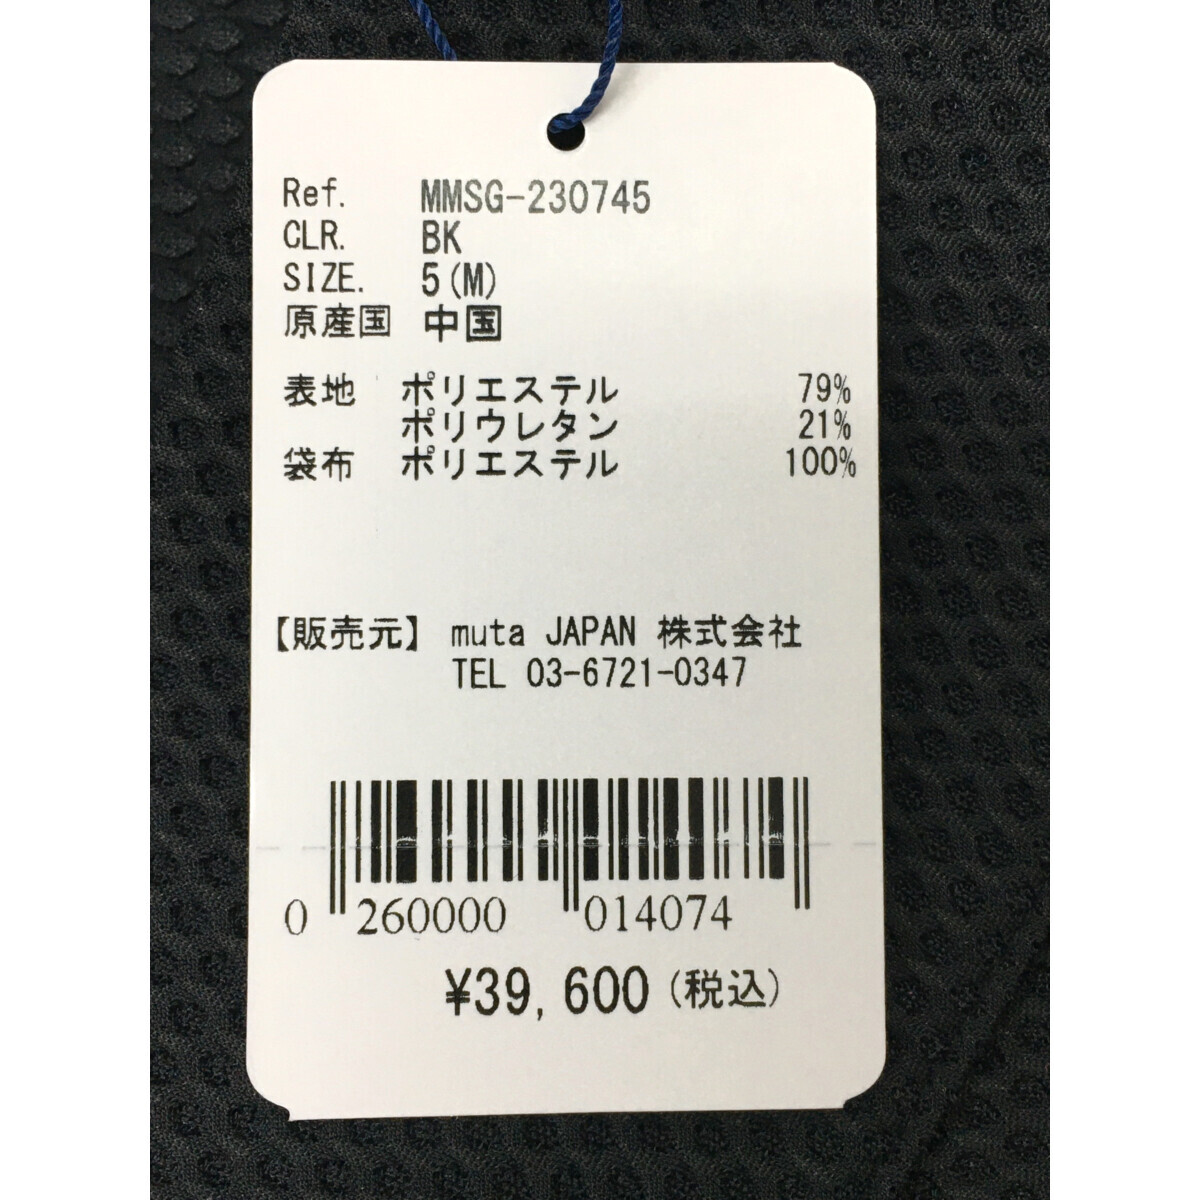 Ref. MMSG-230745
CLR. BK
SIZE. 5(M)
原産国 中国
表地 ポリエステル 79%
ポリウレタン 21%
袋布 ポリエステル 100%
【販売元】 muta JAPAN 株式会社
TEL 03-6721-0347
0 260000 014074
¥39,600(税込)